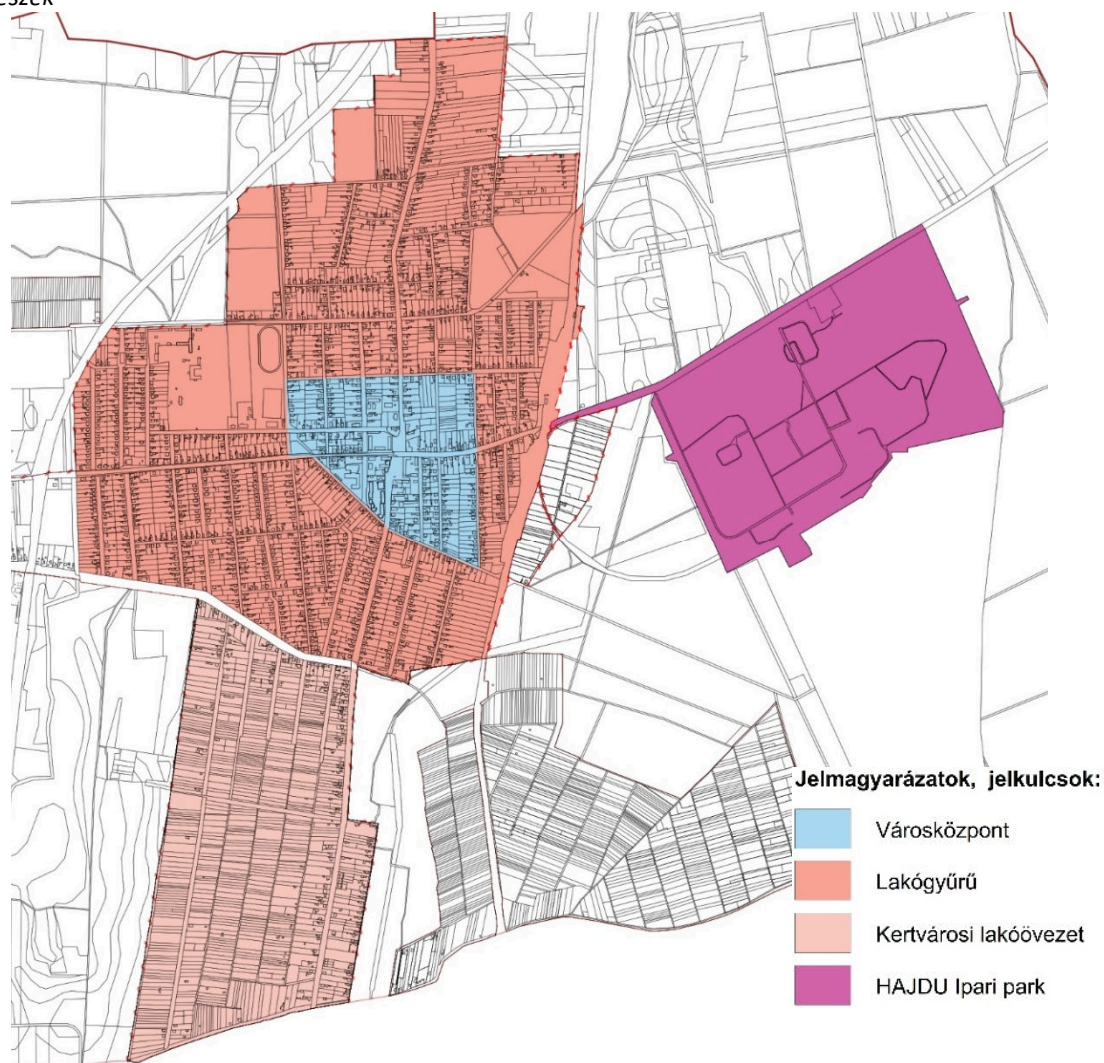 Jelmagyarázatok, jelkulcsok:
Városközpont
Lakógyűrű
Kertvárosi lakóövezet
HAJDU Ipari park